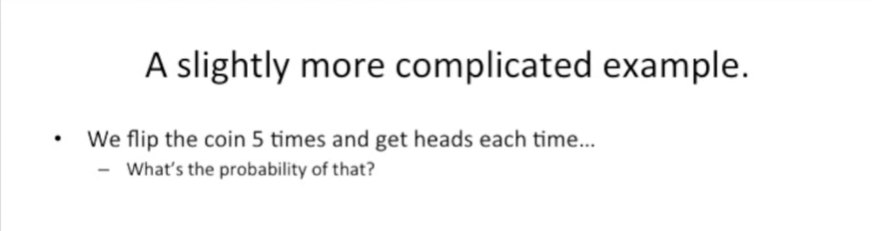 A slightly more complicated example.
• We flip the coin 5 times and get heads each time...
– What's the probability of that?